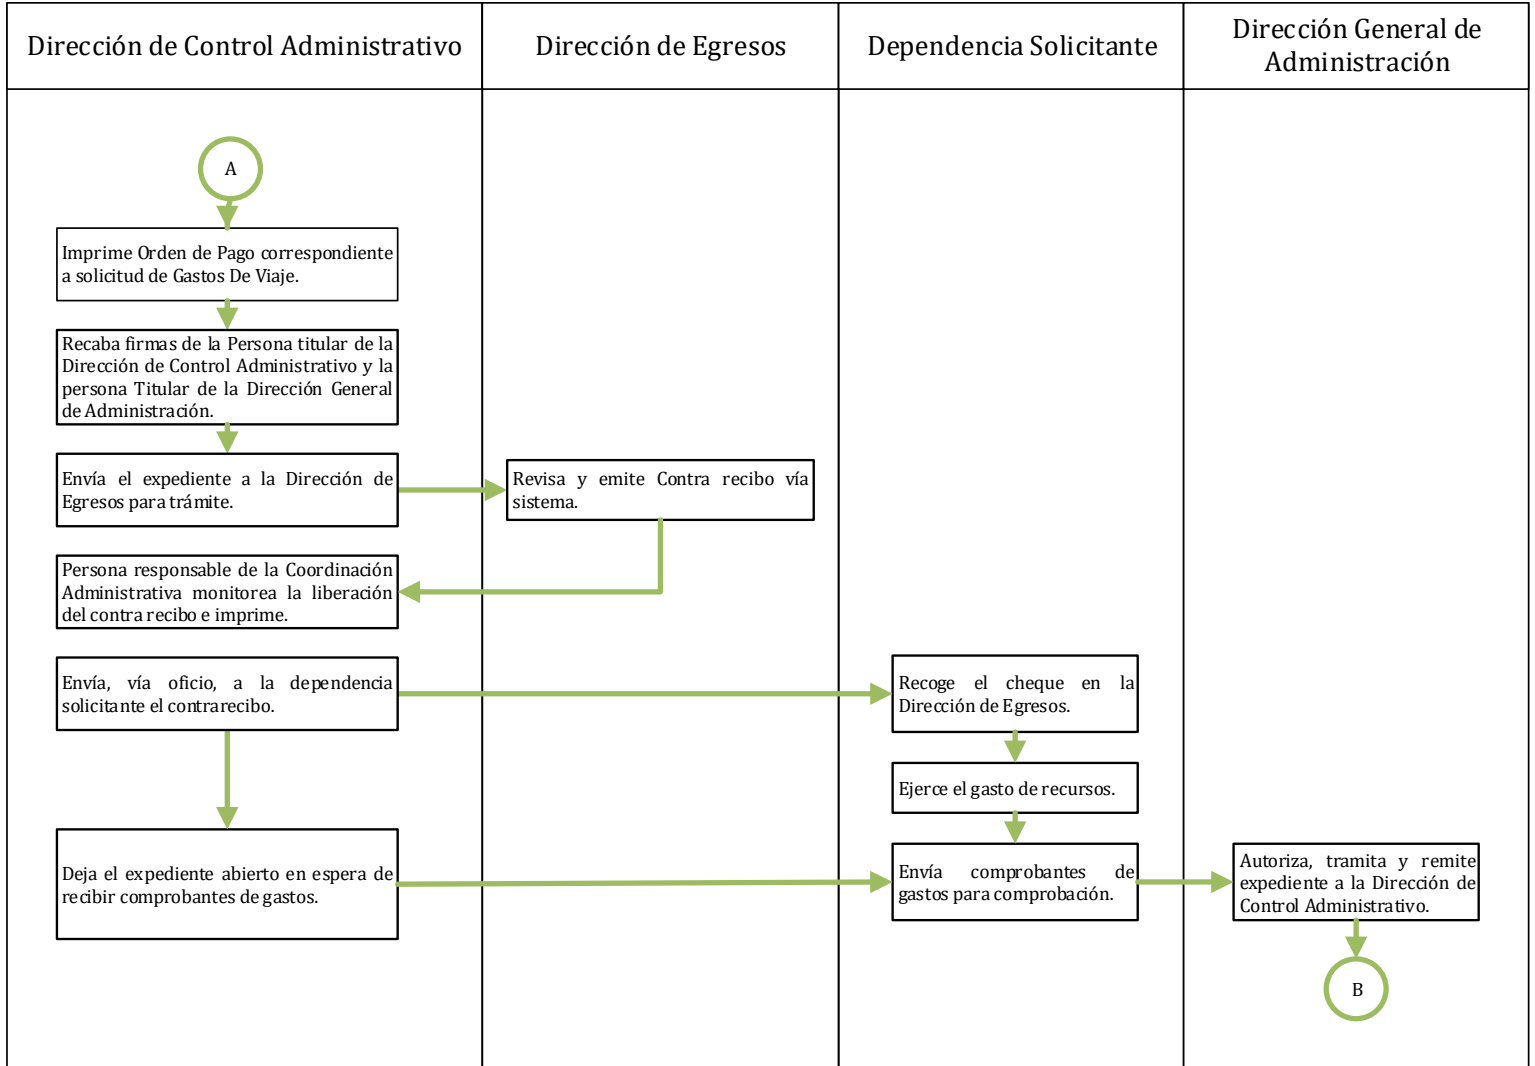 Dirección de Control Administrativo
Dirección de Egresos
Dependencia Solicitante
Dirección General de
Administración
A
Imprime Orden de Pago correspondiente
a solicitud de Gastos De Viaje.
Recaba firmas de la Persona titular de la
Dirección de Control Administrativo y la
persona Titular de la Dirección General
de Administración.
Envía el expediente a la Dirección de
Egresos para trámite.
Revisa y emite Contra recibo vía
sistema.
Persona responsable de la Coordinación
Administrativa monitorea la liberación
del contra recibo e imprime.
Envía, vía oficio, a la dependencia
solicitante el contrarecibo.
Recoge el cheque en la
Dirección de Egresos.
Ejerce el gasto de recursos.
Deja el expediente abierto en espera de
recibir comprobantes de gastos.
Envía comprobantes de
gastos para comprobación.
Autoriza, tramita y remite
expediente a la Dirección de
Control Administrativo.
B